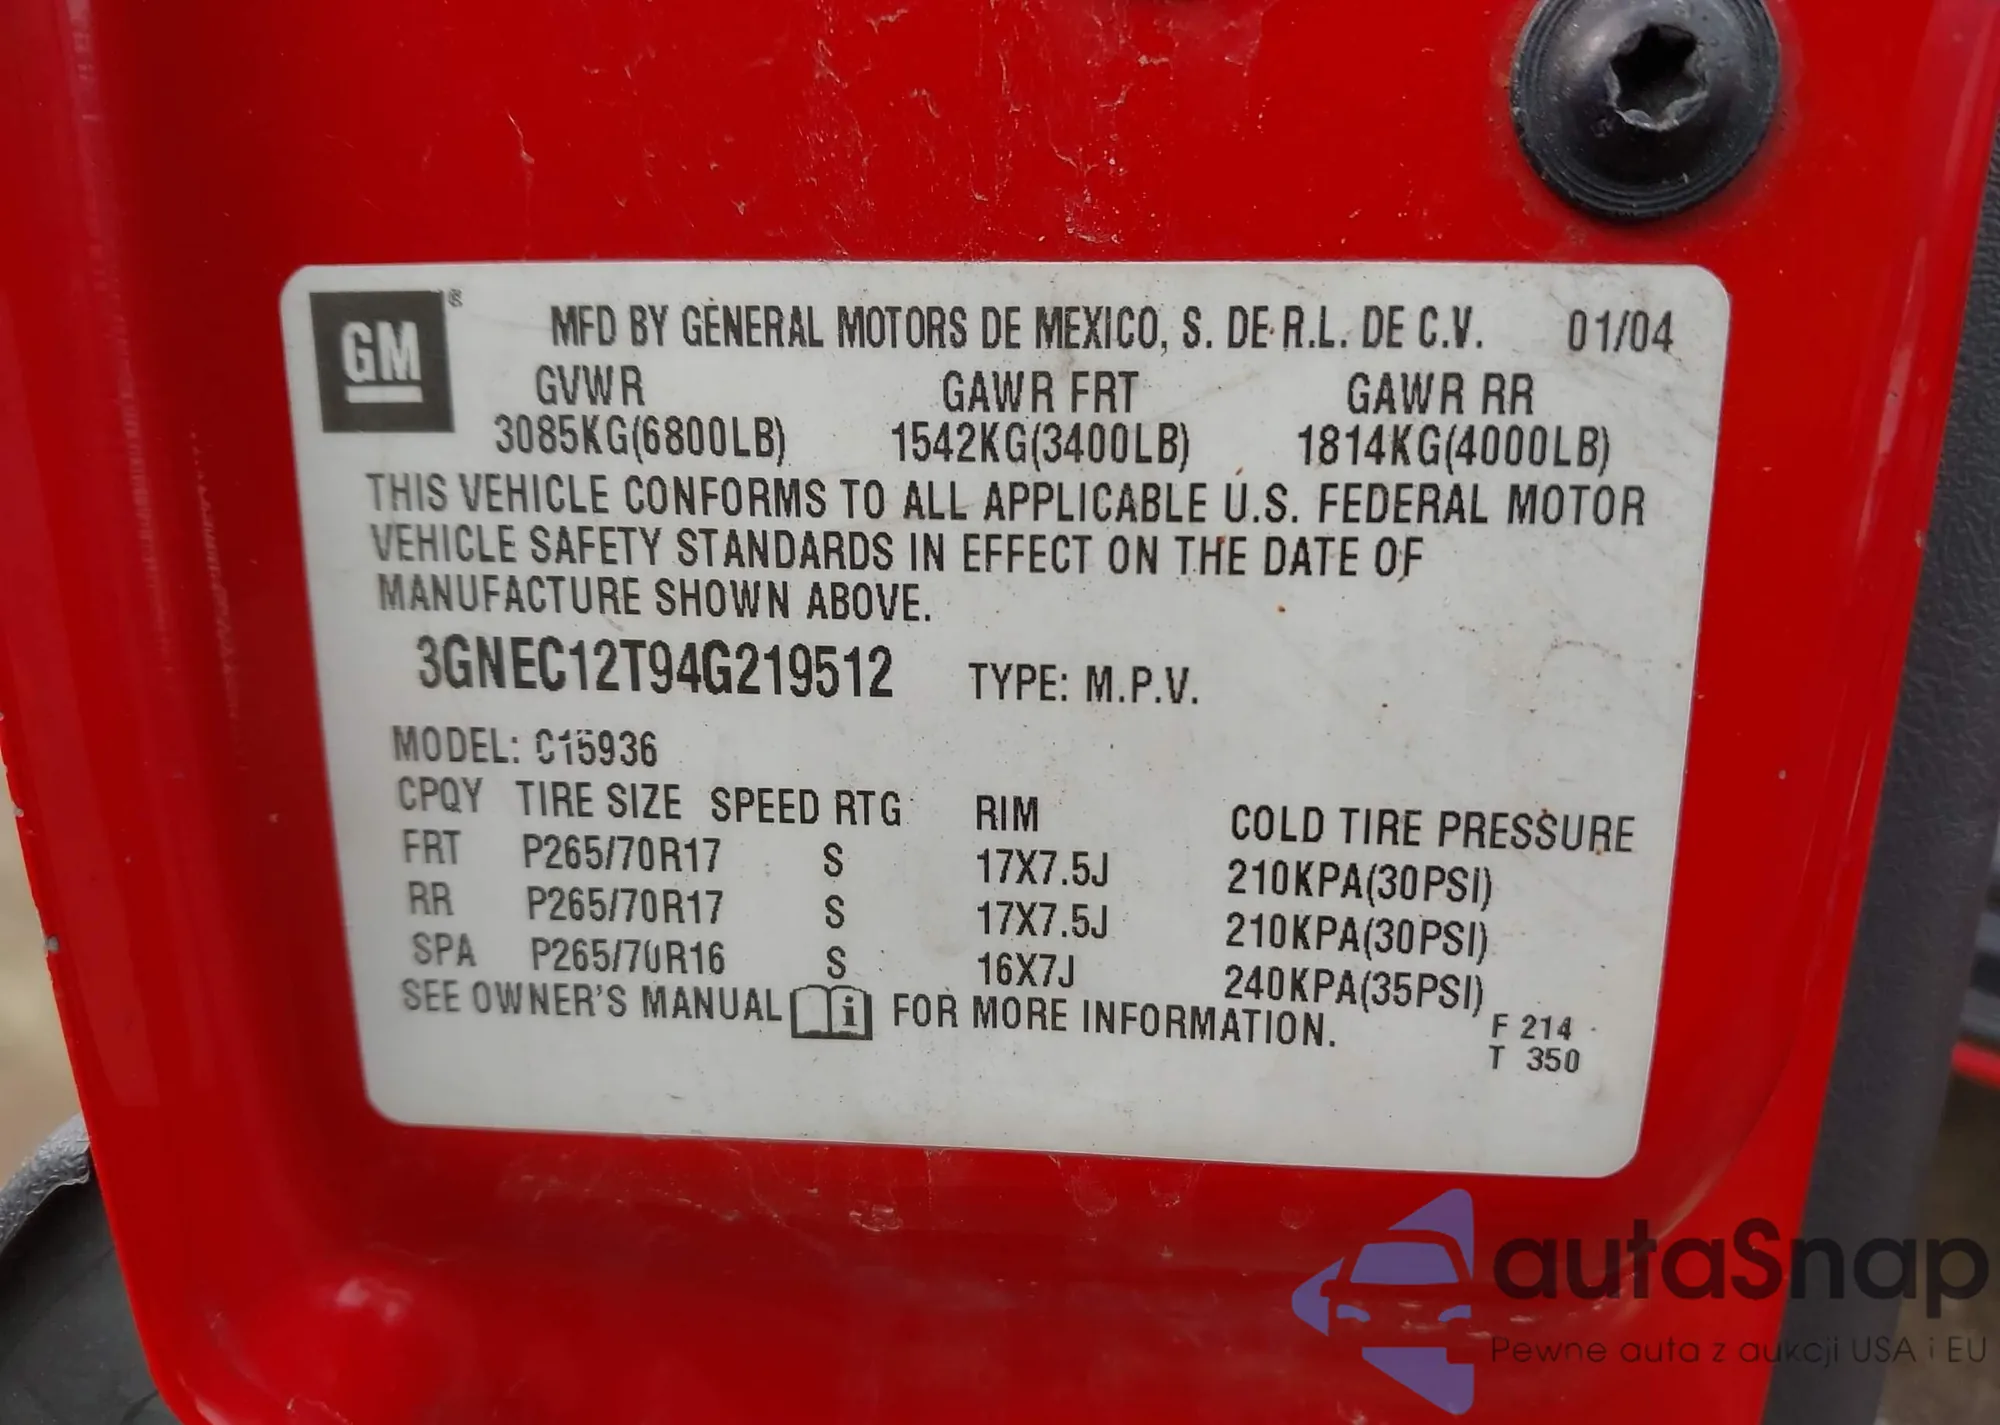 GM ®
MFD BY GENERAL MOTORS DE MEXICO, S. DE R.L. DE C.V. 01/04
GVWR GAWR FRT GAWR RR
3085KG(6800LB) 1542KG(3400LB) 1814KG(4000LB)
THIS VEHICLE CONFORMS TO ALL APPLICABLE U.S. FEDERAL MOTOR
VEHICLE SAFETY STANDARDS IN EFFECT ON THE DATE OF
MANUFACTURE SHOWN ABOVE.
3GNEC12T94G219512 TYPE: M.P.V.
MODEL: C15936
CPQY TIRE SIZE SPEED RTG RIM COLD TIRE PRESSURE
FRT P265/70R17 S 17X7.5J 210KPA(30PSI)
RR P265/70R17 S 17X7.5J 210KPA(30PSI)
SPA P265/70R16 S 16X7J 240KPA(35PSI)
SEE OWNER'S MANUAL i FOR MORE INFORMATION.
F 214
T 350
autaSnap
Pewne auta z aukcji USA i EU